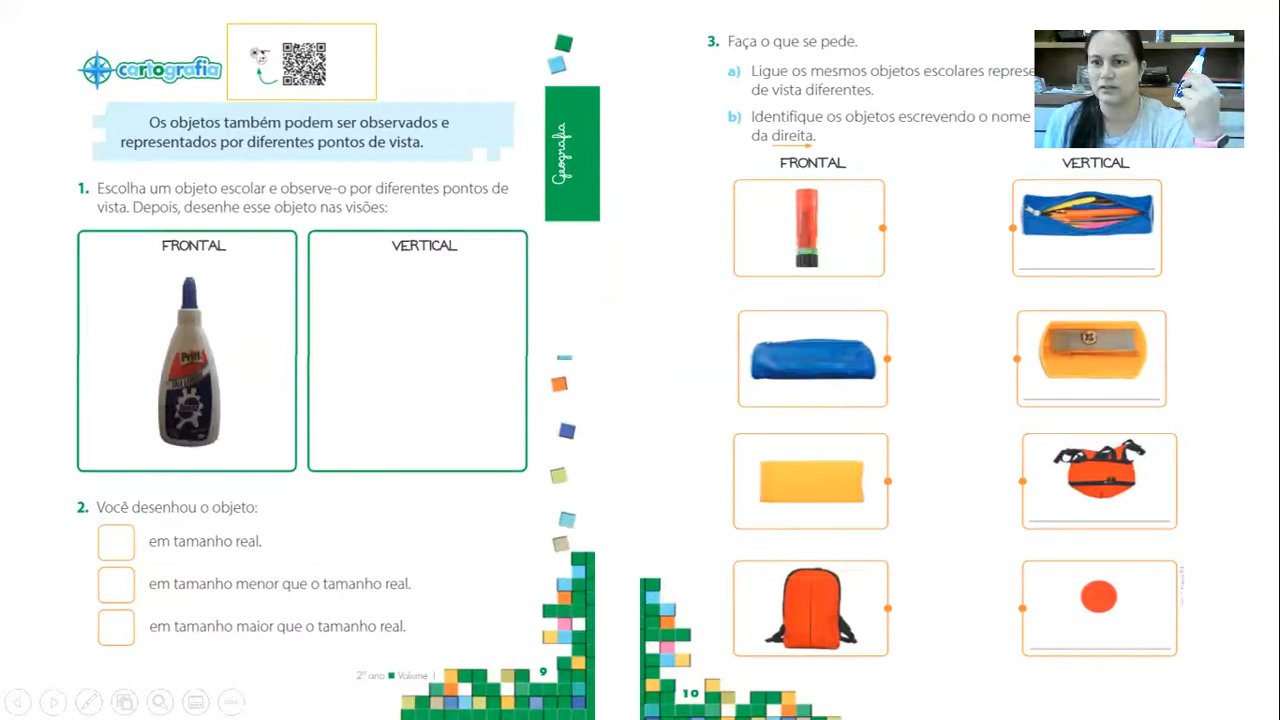 cartografia
Os objetos também podem ser observados e
representados por diferentes pontos de vista.
1. Escolha um objeto escolar e observe-o por diferentes pontos de
vista. Depois, desenhe esse objeto nas visões:
FRONTAL
VERTICAL
Print
2. Você desenhou o objeto:
em tamanho real.
em tamanho menor que o tamanho real.
em tamanho maior que o tamanho real.
2º ano ■ Volume 1
9
Geografia
3. Faça o que se pede.
a) Ligue os mesmos objetos escolares
de vista diferentes.
b) Identifique os objetos escrevendo o nome
da direita.
FRONTAL
VERTICAL
10